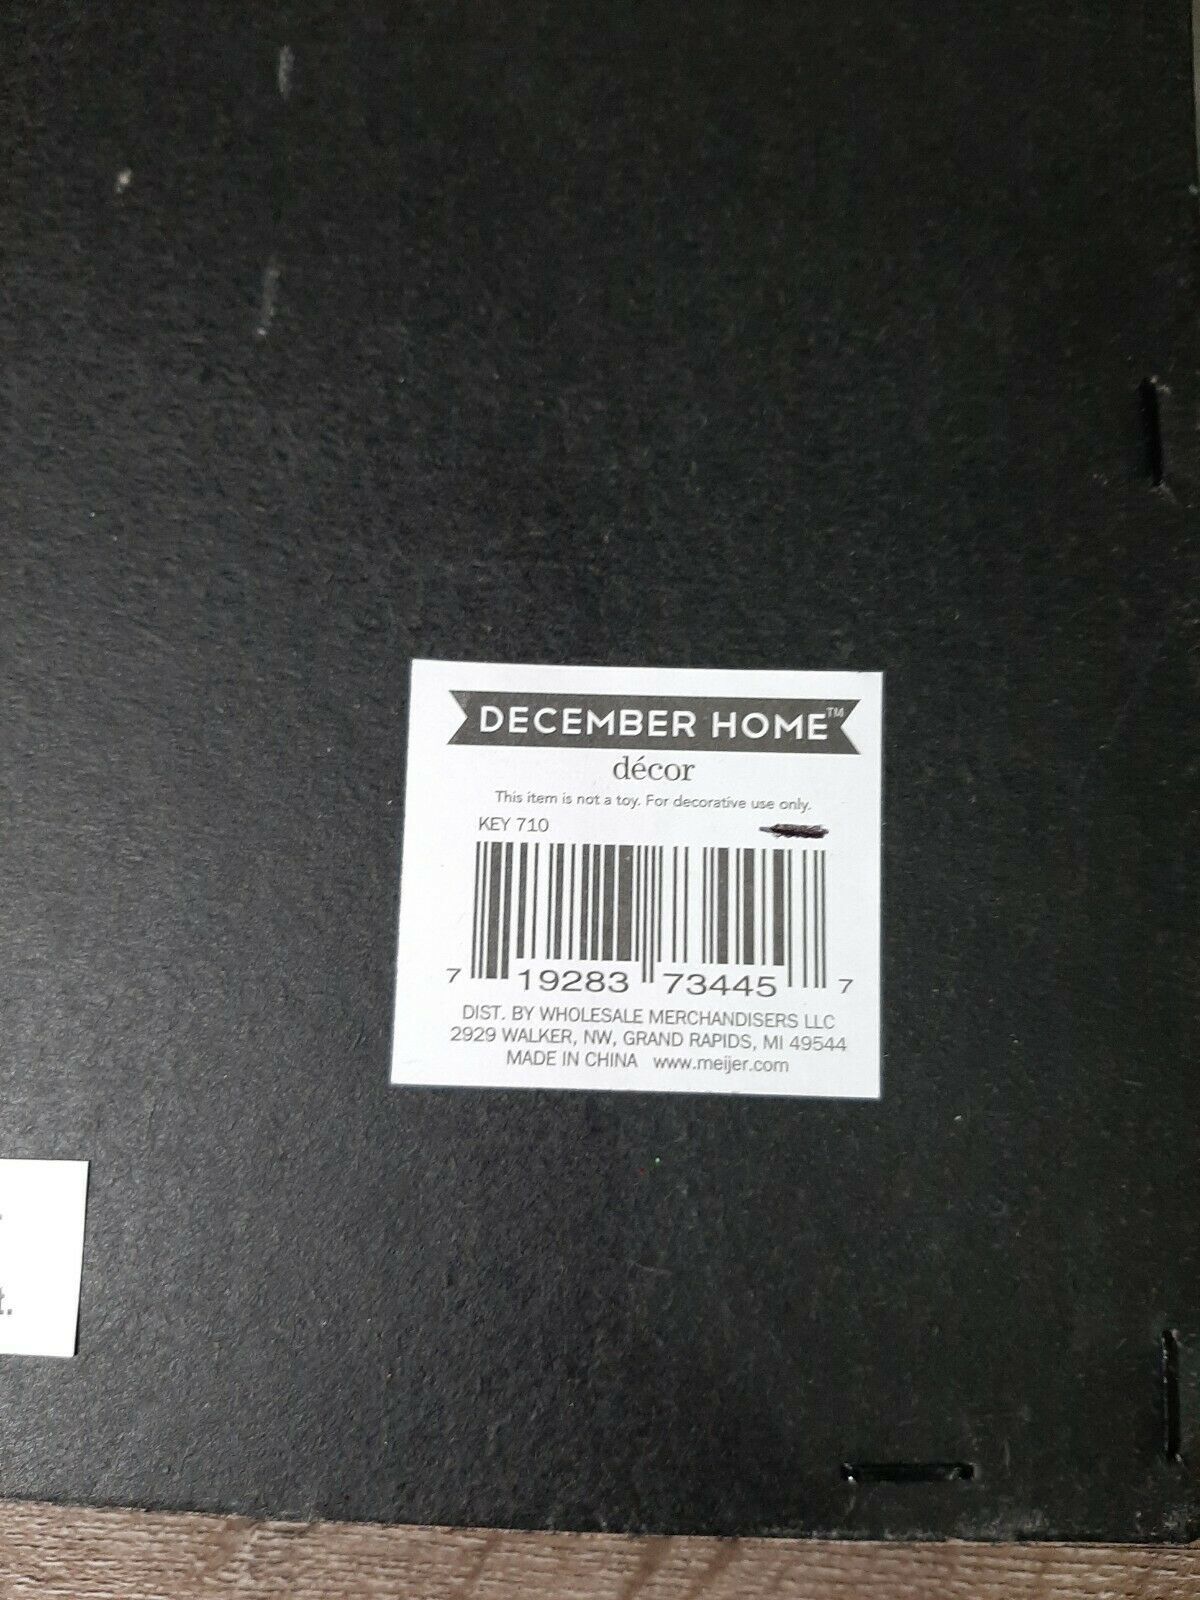 DECEMBER HOME™
décor
This item is not a toy. For decorative use only.
KEY 710
7 19283 73445 7
DIST. BY WHOLESALE MERCHANDISERS LLC
2929 WALKER, NW, GRAND RAPIDS, MI 49544
MADE IN CHINA www.meijer.com
t.